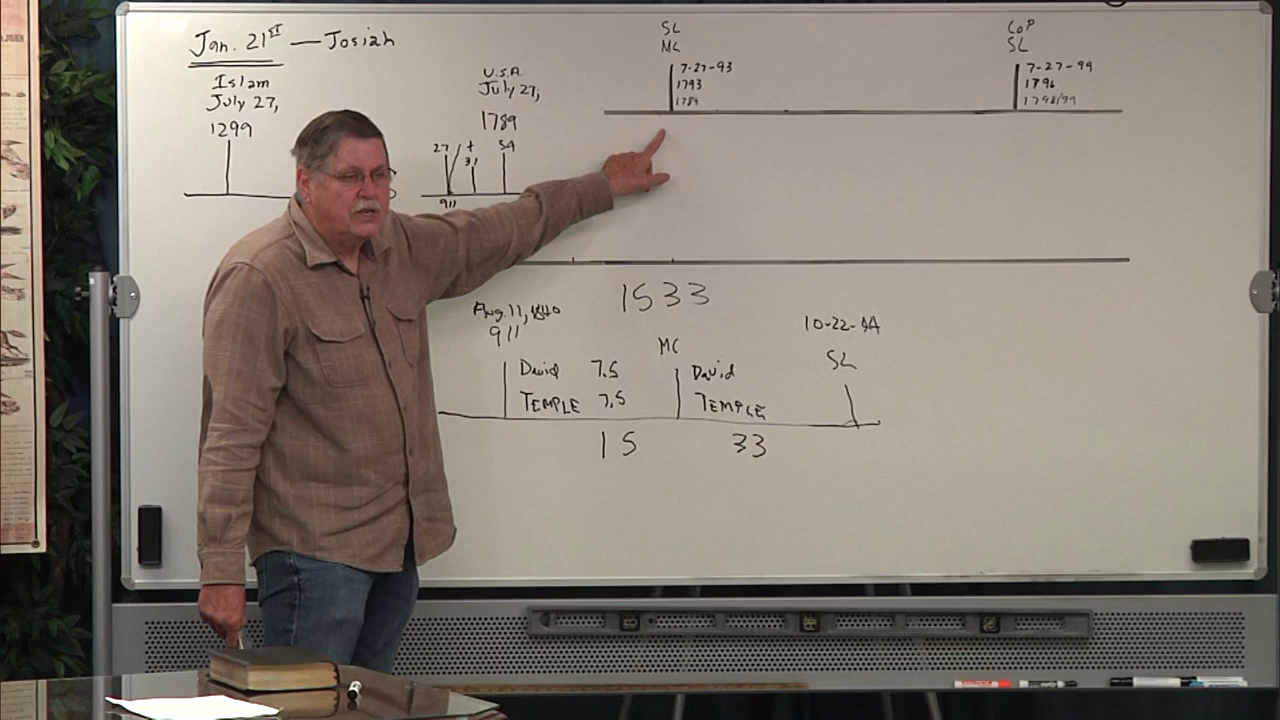 Jan. 21ST — Josiah
Islam
July 27,
1299
U.S.A.
July 27,
1789
27 + 59
31
911
SL
MC
7-27-93
1793
1789
CoP
SL
7-27-99
1796
1798/99
1533
Aug. 11, 1840
911
David 7.5
TEMPLE 7.5
15
MC
David
TEMPLE
33
10-22-44
SL